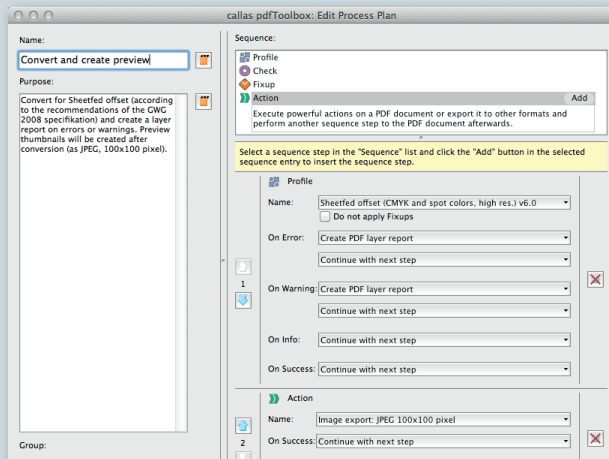 callas pdfToolbox: Edit Process Plan
Name:
Convert and create preview
Purpose:
Convert for Sheetfed offset (according
to the recommendations of the GWG
2008 specifikation) and create a layer
report on errors or warnings. Preview
thumbnails will be created after
conversion (as JPEG, 100x100 pixel).
Group:
Sequence:
Profile
Check
Fixup
Action Add
Execute powerful actions on a PDF document or export it to other formats and
perform another sequence step to the PDF document afterwards.
Select a sequence step in the "Sequence" list and click the "Add" button in the selected
sequence entry to insert the sequence step.
Profile
Name: Sheetfed offset (CMYK and spot colors, high res.) v6.0
Do not apply Fixups
On Error: Create PDF layer report
Continue with next step
1
On Warning: Create PDF layer report
Continue with next step
On Info: Continue with next step
On Success: Continue with next step
Action
Name: Image export: JPEG 100x100 pixel
2
On Success: Continue with next step